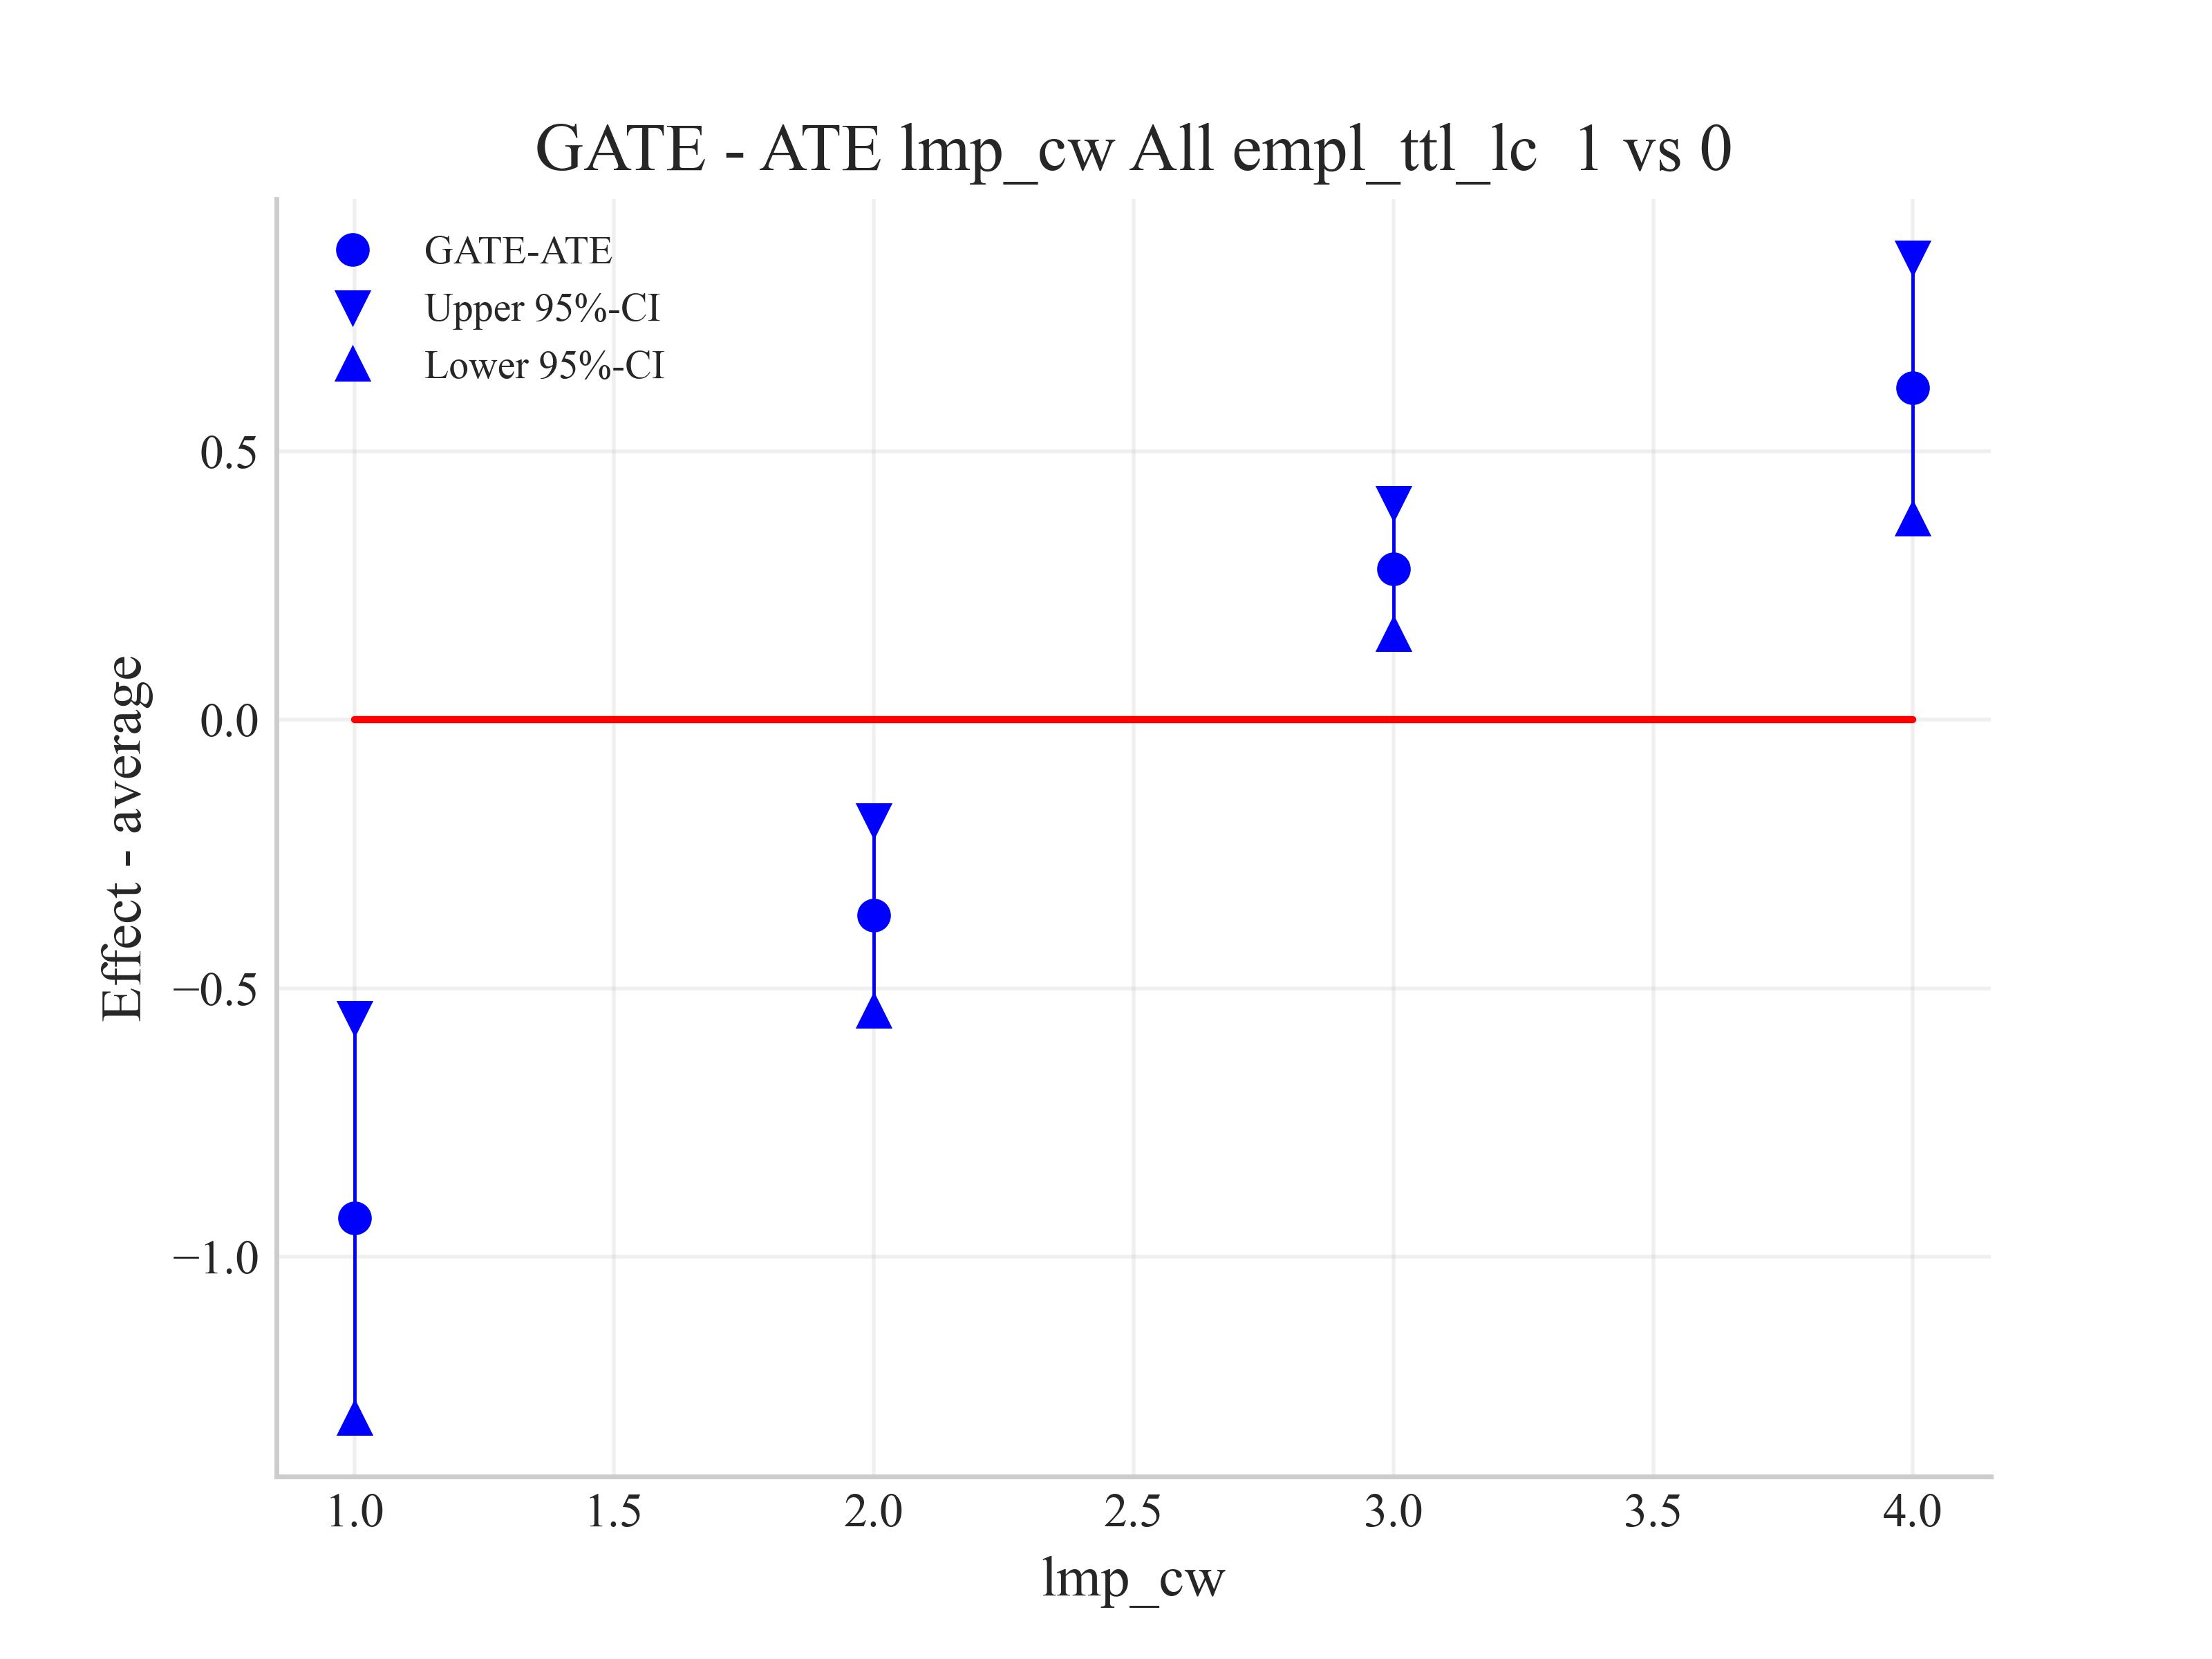 GATE - ATE lmp_cw All empl_ttl_lc  1 vs 0
GATE-ATE
Upper 95%-CI
Lower 95%-CI
0.5
0.0
−0.5
−1.0
Effect - average
1.0 1.5 2.0 2.5 3.0 3.5 4.0
lmp_cw